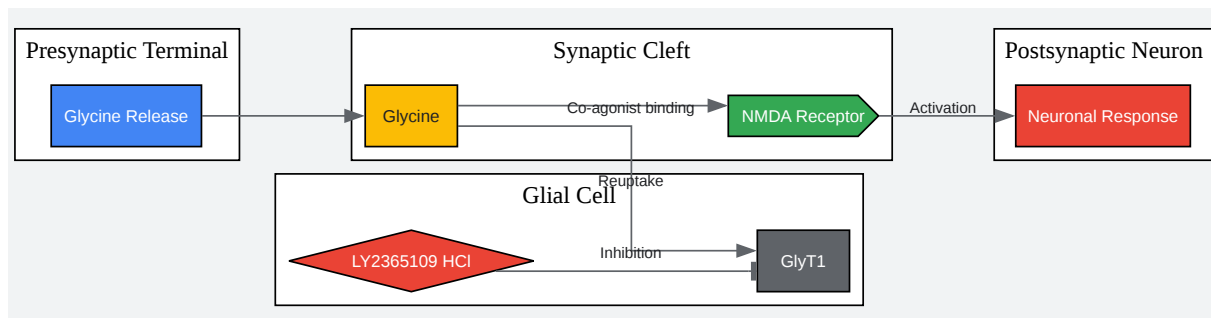 Presynaptic Terminal
Synaptic Cleft
Postsynaptic Neuron
Glycine Release
Glycine
Co-agonist binding
NMDA Receptor
Activation
Neuronal Response
Reuptake
Glial Cell
LY2365109 HCl
Inhibition
GlyT1